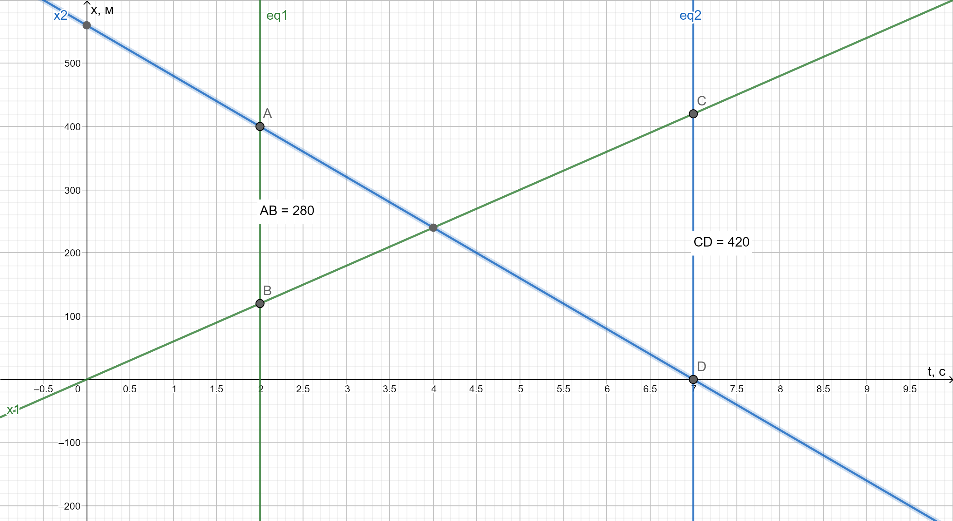 x2
x, м
eq1
eq2
500
A
400
C
300
AB = 280
CD = 420
200
B
100
D
t, с
−0.5 0 0.5 1 1.5 2 2.5 3 3.5 4 4.5 5 5.5 6 6.5 7 7.5 8 8.5 9 9.5
x1
−100
−200